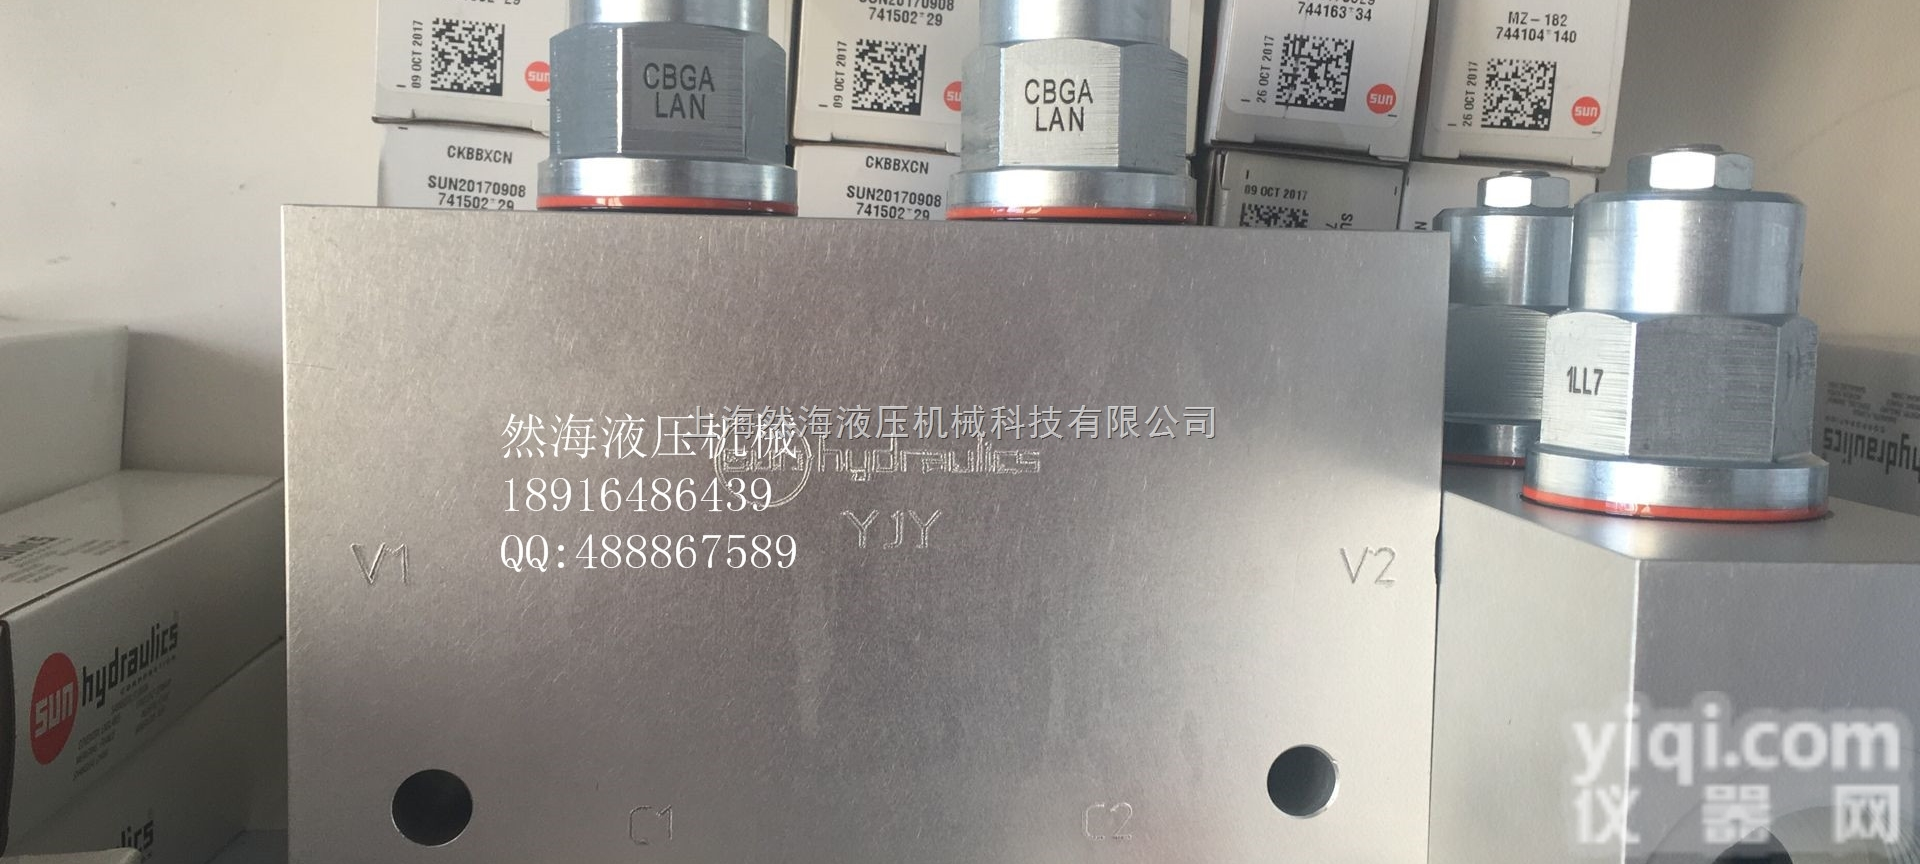 09 OCT 2017
sun
SUN20170908
741502-29
09 OCT 2017
744163-34
26 OCT 2017
sun
MZ-182
744104-140
26 OCT 2017
sun
CBGA
LAN
CBGA
LAN
CKBBXCN
SUN20170908
741502-29
CKBBXCN
SUN20170908
741502-29
09 OCT 2017
1LL7
上海然海液压机械科技有限公司
然海液压机械
sun hydraulics
18916486439
YJY
QQ:488867589
V1
V2
hydraulics
sun hydraulics
CORPORATION
C1
C2
yiqi.com
仪器网